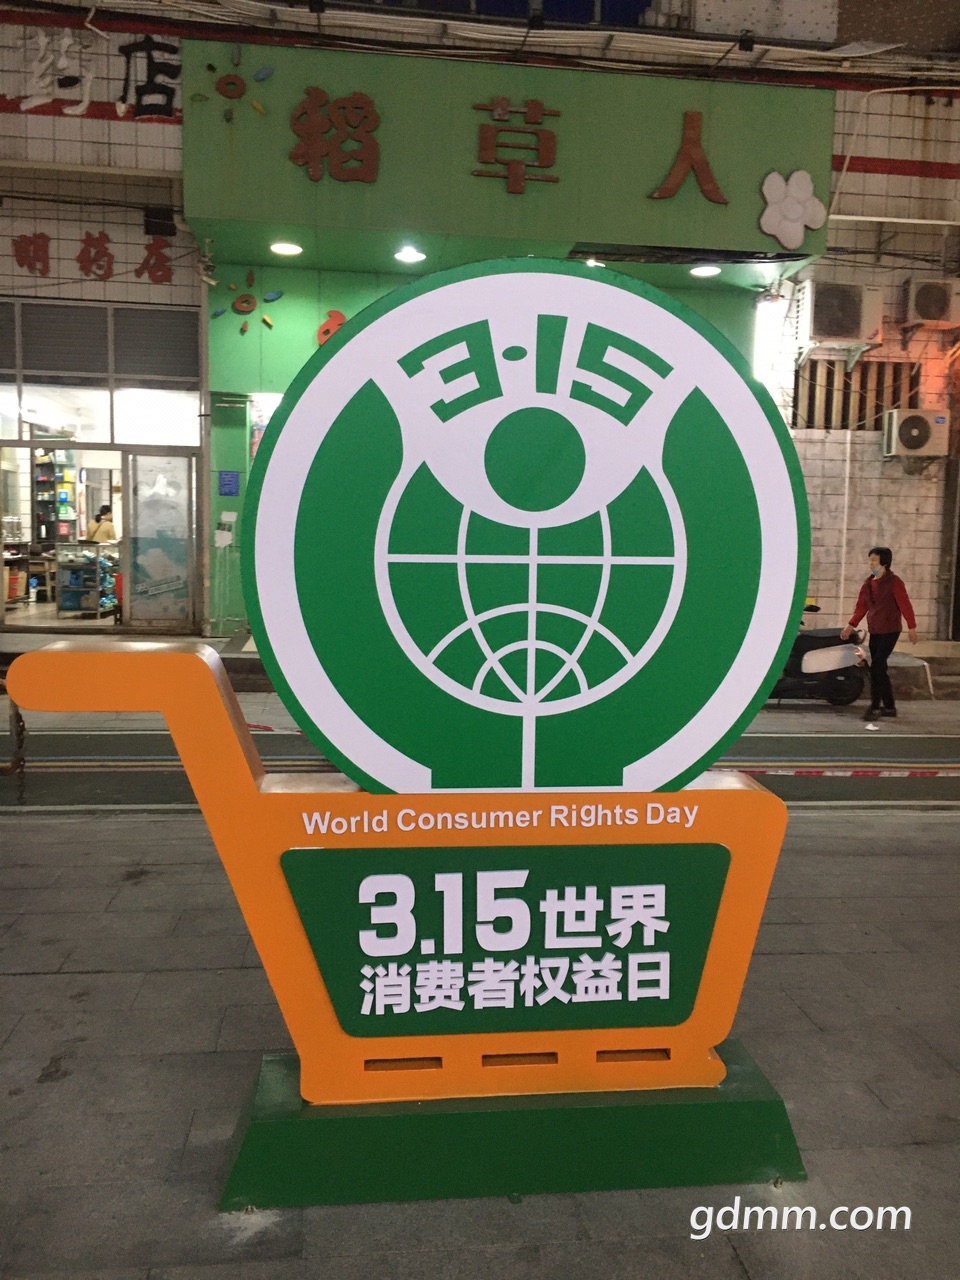 药店
稻草人
明药店
3·15
World Consumer Rights Day
3.15世界
消费者权益日
gdmm.com